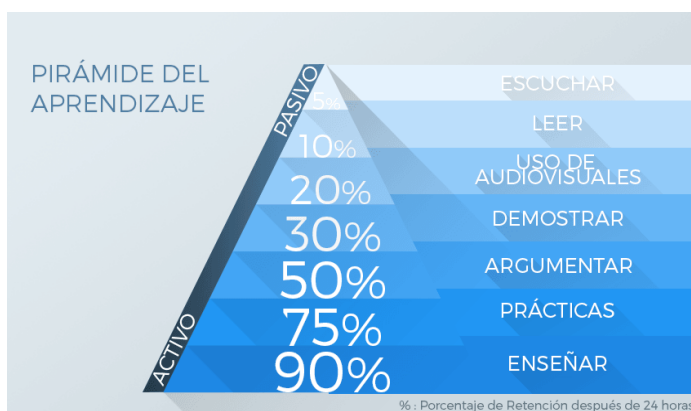 PIRÁMIDE DEL
APRENDIZAJE
PASIVO
ACTIVO
5%
ESCUCHAR
10%
LEER
20%
USO DE
AUDIOVISUALES
30%
DEMOSTRAR
50%
ARGUMENTAR
75%
PRÁCTICAS
90%
ENSEÑAR
% : Porcentaje de Retención después de 24 horas